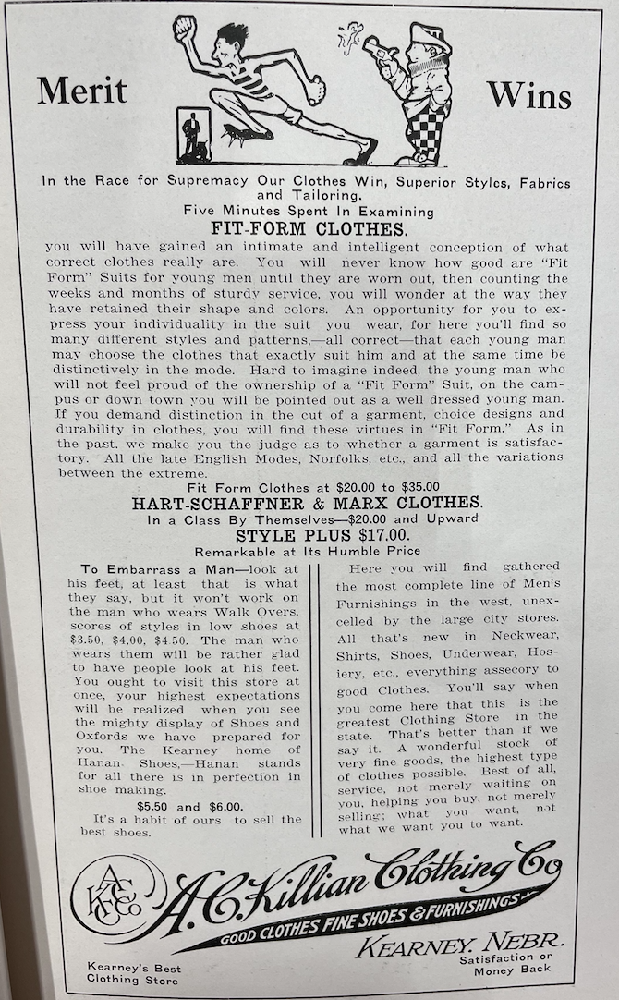 Merit Wins
In the Race for Supremacy Our Clothes Win, Superior Styles, Fabrics
and Tailoring.
Five Minutes Spent In Examining
FIT-FORM CLOTHES.
you will have gained an intimate and intelligent conception of what
correct clothes really are. You will never know how good are "Fit
Form" Suits for young men until they are worn out, then counting the
weeks and months of sturdy service, you will wonder at the way they
have retained their shape and colors. An opportunity for you to ex-
press your individuality in the suit you wear, for here you'll find so
many different styles and patterns,—all correct—that each young man
may choose the clothes that exactly suit him and at the same time be
distinctively in the mode. Hard to imagine indeed, the young man who
will not feel proud of the ownership of a "Fit Form" Suit, on the cam-
pus or down town you will be pointed out as a well dressed young man.
If you demand distinction in the cut of a garment, choice designs and
durability in clothes, you will find these virtues in "Fit Form." As in
the past, we make you the judge as to whether a garment is satisfac-
tory. All the late English Modes, Norfolks, etc., and all the variations
between the extreme.
Fit Form Clothes at $20.00 to $35.00
HART-SCHAFFNER & MARX CLOTHES.
In a Class By Themselves—$20.00 and Upward
STYLE PLUS $17.00.
Remarkable at Its Humble Price
To Embarrass a Man—look at
his feet, at least that is what
they say, but it won't work on
the man who wears Walk Overs,
scores of styles in low shoes at
$3.50, $4.00, $4.50. The man who
wears them will be rather glad
to have people look at his feet.
You ought to visit this store at
once, your highest expectations
will be realized when you see
the mighty display of Shoes and
Oxfords we have prepared for
you. The Kearney home of
Hanan Shoes,—Hanan stands
for all there is in perfection in
shoe making.
$5.50 and $6.00.
It's a habit of ours to sell the
best shoes.
Here you will find gathered
the most complete line of Men's
Furnishings in the west, unex-
celled by the large city stores.
All that's new in Neckwear,
Shirts, Shoes, Underwear, Hos-
iery, etc., everything assecory to
good Clothes. You'll say when
you come here that this is the
greatest Clothing Store in the
state. That's better than if we
say it. A wonderful stock of
very fine goods, the highest type
of clothes possible. Best of all,
service, not merely waiting on
you, helping you buy, not merely
selling; what you want, not
what we want you to want.
A.C. Killian Clothing Co
GOOD CLOTHES FINE SHOES & FURNISHINGS
KEARNEY. NEBR.
Kearney's Best
Clothing Store
Satisfaction or
Money Back